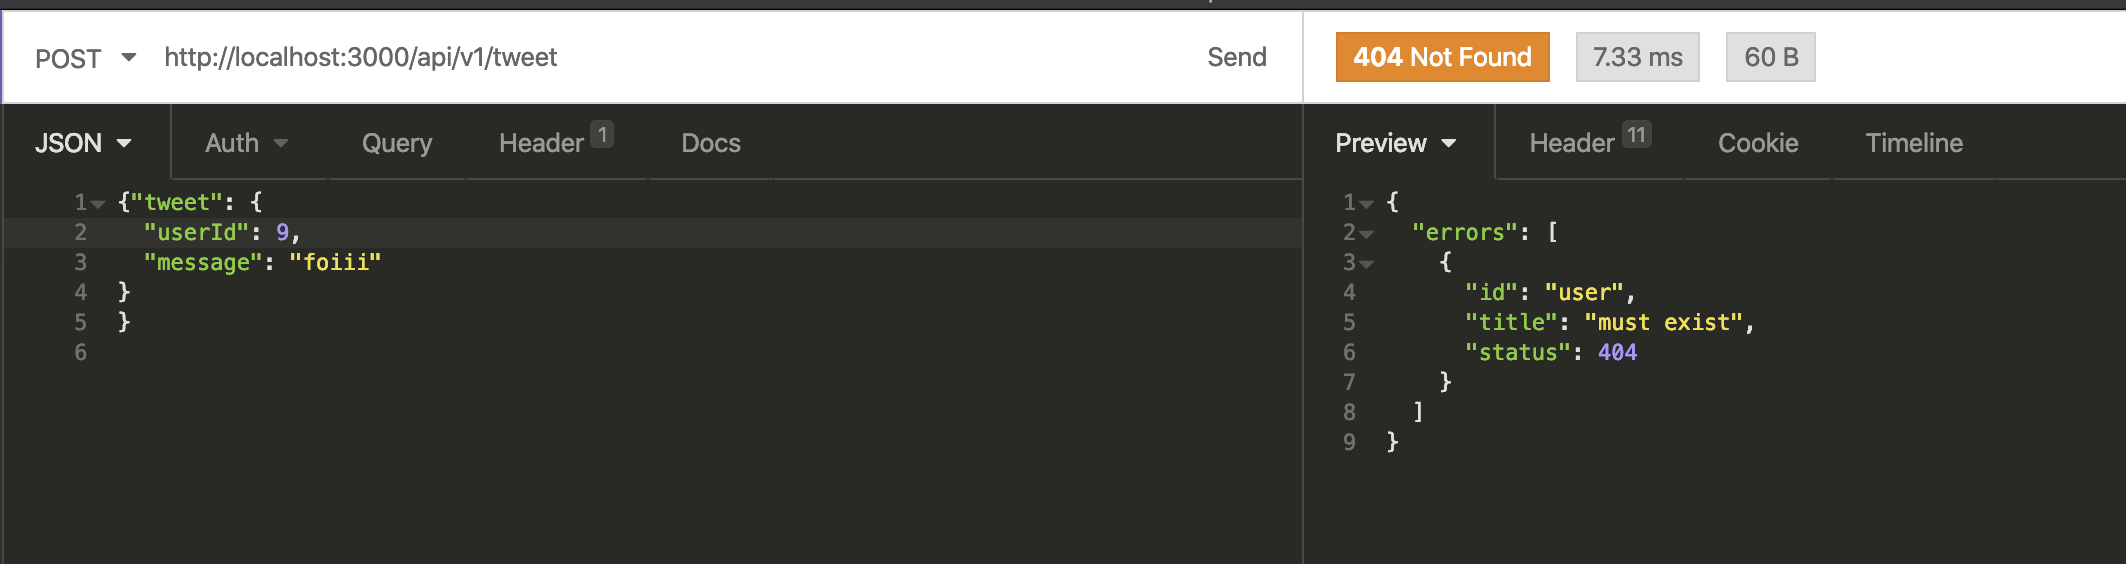 POST http://localhost:3000/api/v1/tweet Send
404 Not Found 7.33 ms 60 B
JSON Auth Query Header 1 Docs
1 {"tweet": {
2 "userId": 9,
3 "message": "foiii"
4 }
5 }
6
Preview Header 11 Cookie Timeline
1 {
2 "errors": [
3 {
4 "id": "user",
5 "title": "must exist",
6 "status": 404
7 }
8 ]
9 }